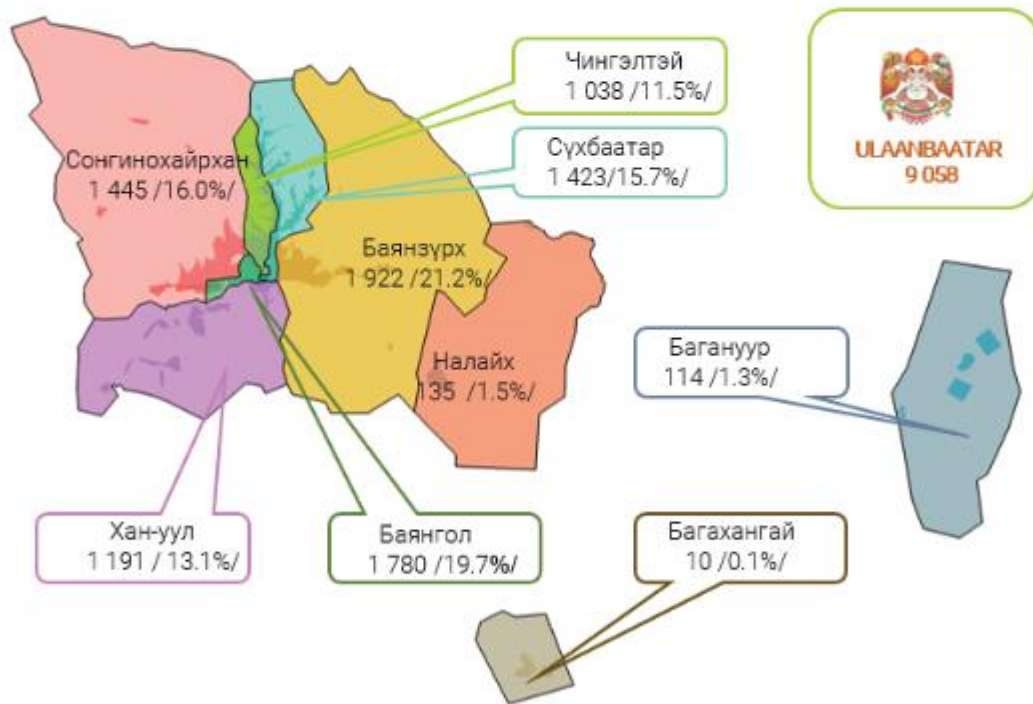 Чингэлтэй
1 038 /11.5%/
ULAANBAATAR
9 058
Сүхбаатар
1 423/15.7%/
Сонгинохайрхан
1 445 /16.0%/
Баянзүрх
1 922 /21.2%/
Налайх
135 /1.5%/
Багануур
114 /1.3%/
Хан-уул
1 191 / 13.1%/
Баянгол
1 780 /19.7%/
Багахангай
10 /0.1%/